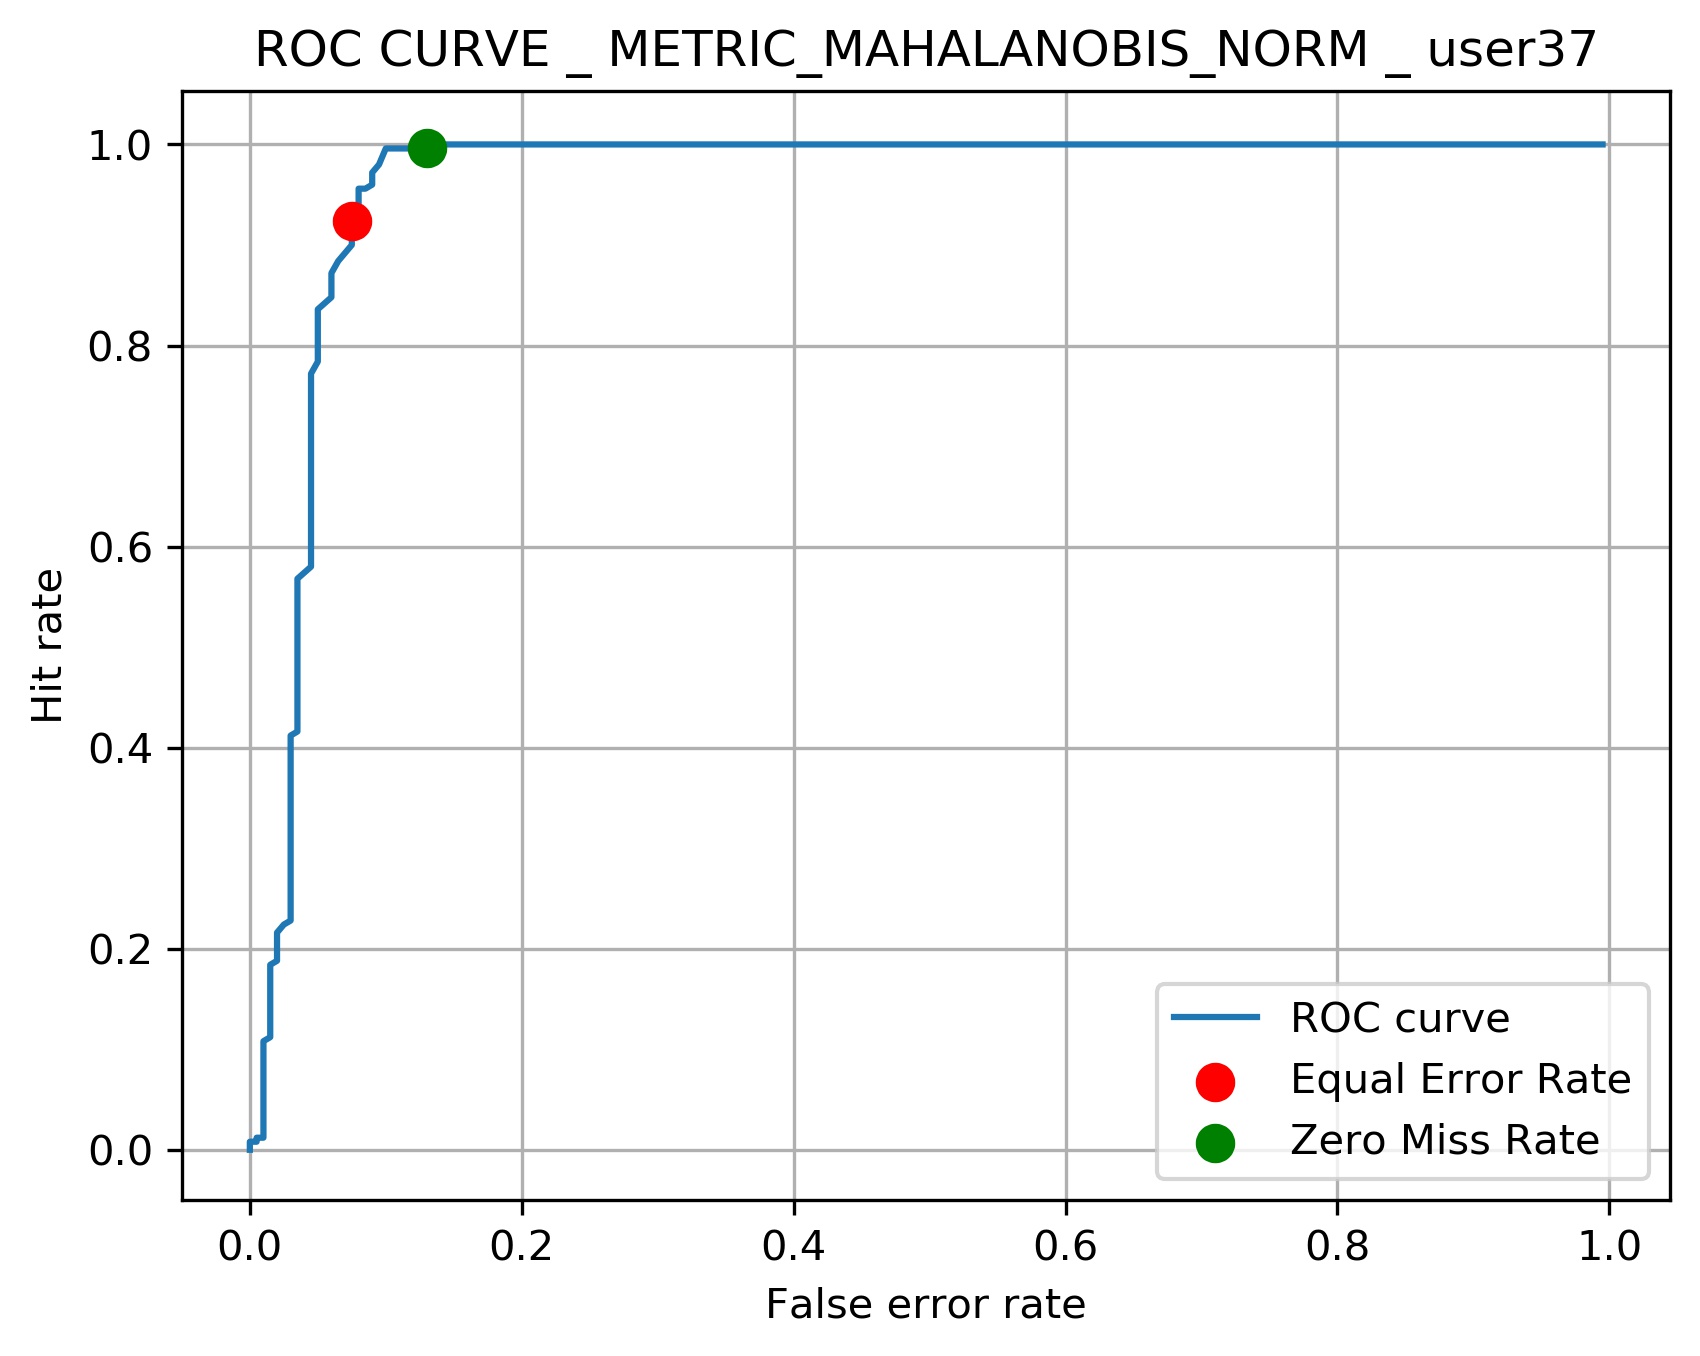 ROC CURVE _ METRIC_MAHALANOBIS_NORM _ user37
1.0
0.8
0.6
0.4
0.2
0.0
Hit rate
0.0 0.2 0.4 0.6 0.8 1.0
False error rate
ROC curve
Equal Error Rate
Zero Miss Rate